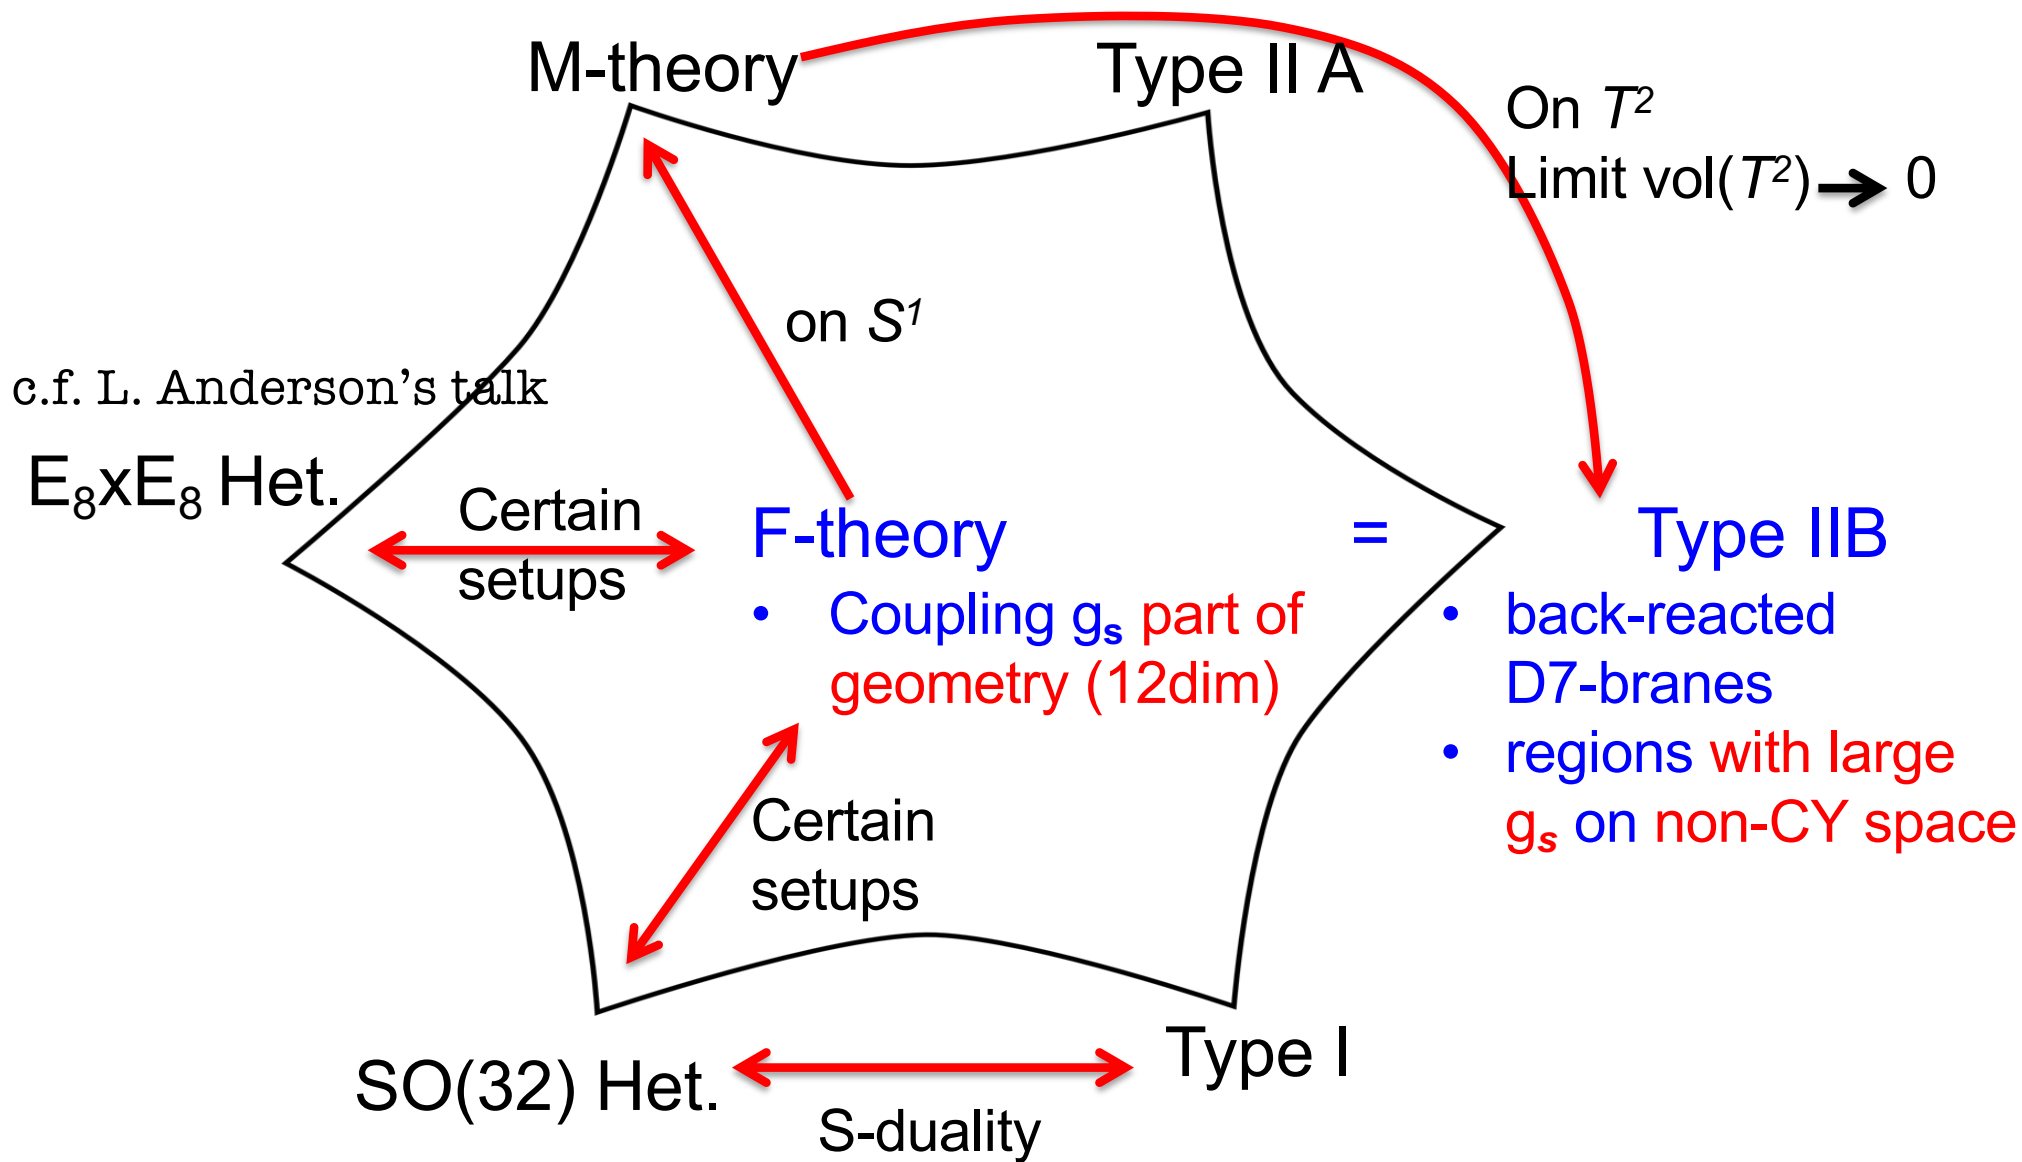 M-theory
Type II A
On T²
Limit vol(T²) → 0
on S¹
c.f. L. Anderson's talk
E₈xE₈ Het.
Certain
setups
F-theory
=
Type IIB
• Coupling gₛ part of
geometry (12dim)
• back-reacted
D7-branes
• regions with large
gₛ on non-CY space
Certain
setups
SO(32) Het.
Type I
S-duality